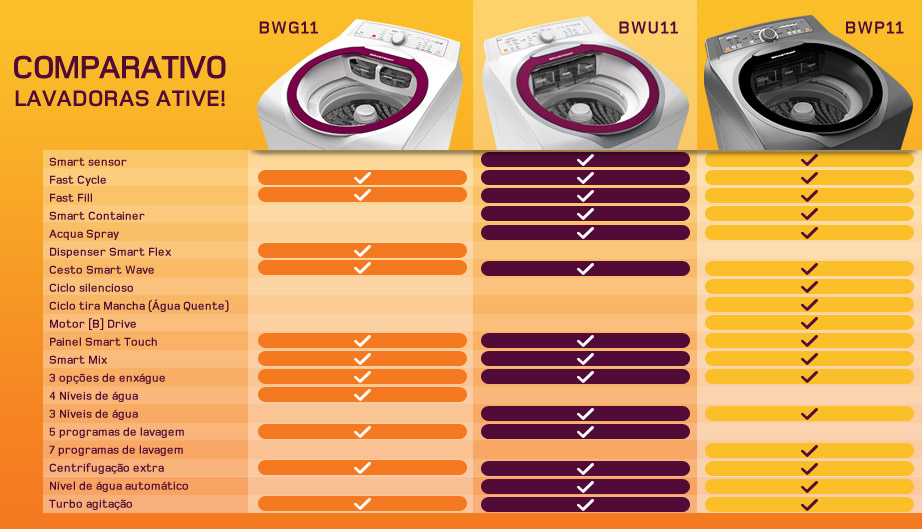 BWG11
BWU11
BWP11
COMPARATIVO
LAVADORAS ATIVE!
Smart sensor
Fast Cycle
Fast Fill
Smart Container
Acqua Spray
Dispenser Smart Flex
Cesto Smart Wave
Ciclo silencioso
Ciclo tira Mancha (Água Quente)
Motor [B] Drive
Painel Smart Touch
Smart Mix
3 opções de enxágue
4 Níveis de água
3 Níveis de água
5 programas de lavagem
7 programas de lavagem
Centrifugação extra
Nível de água automático
Turbo agitação